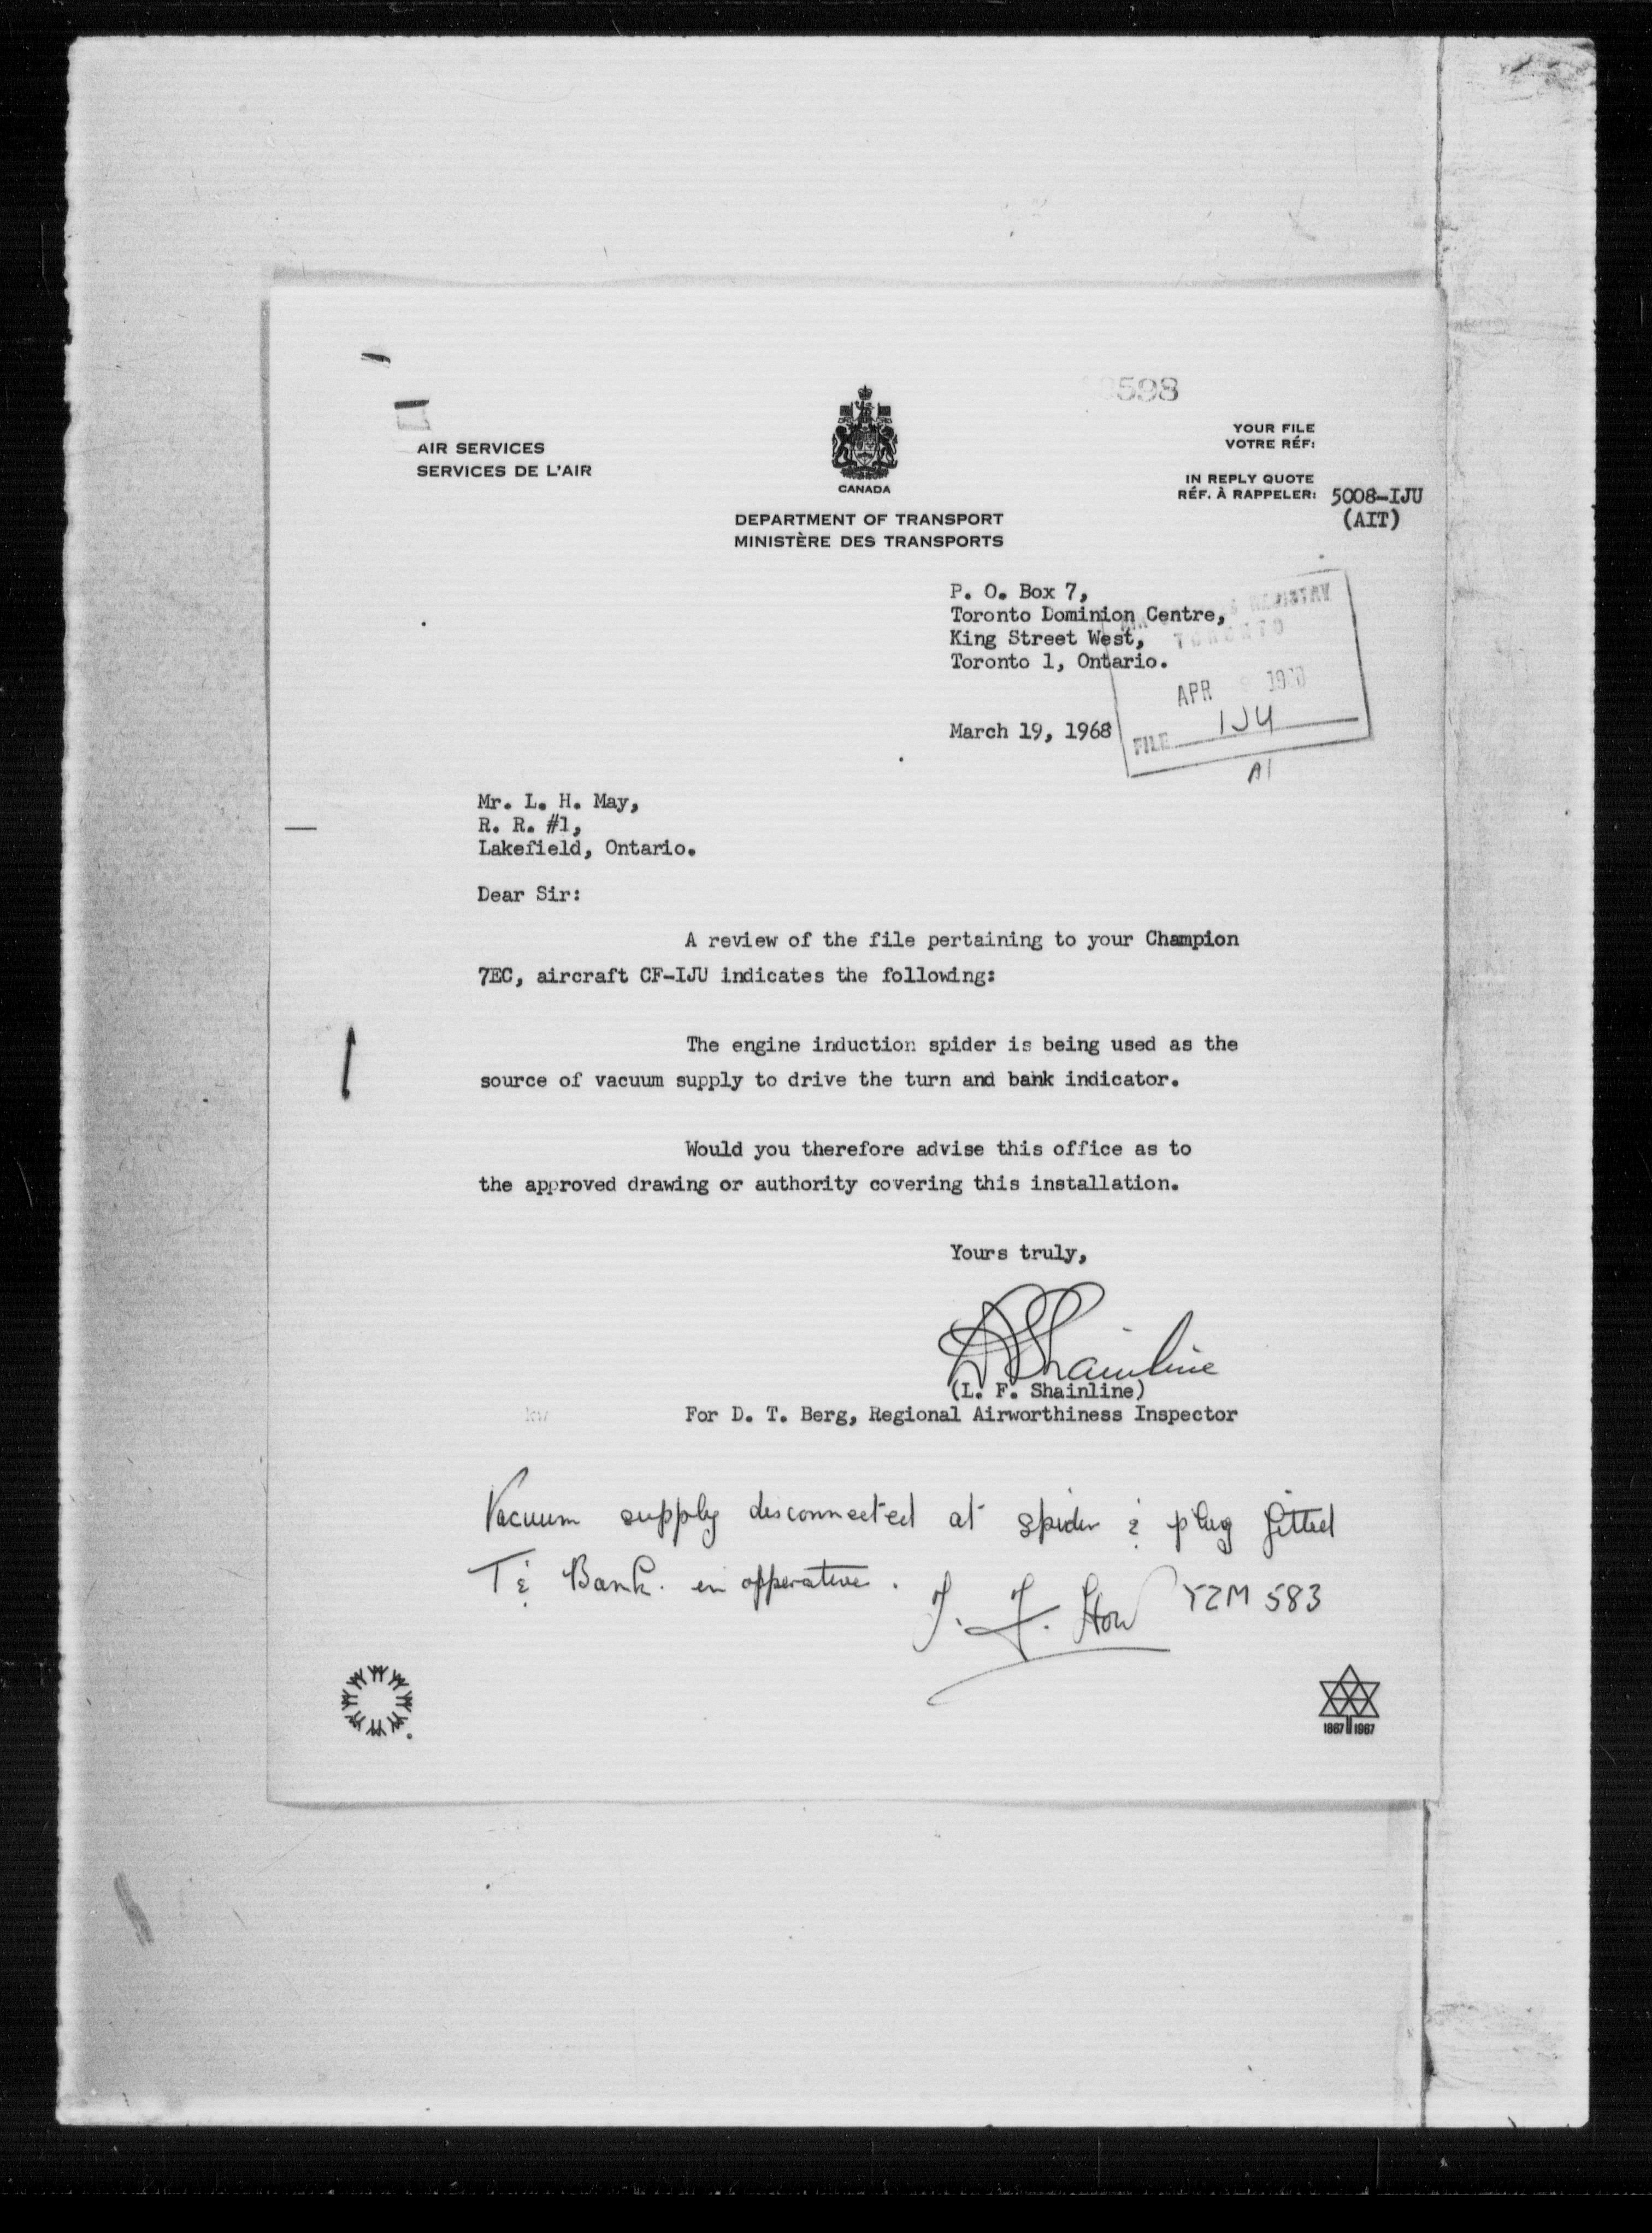 598
AIR SERVICES
SERVICES DE L'AIR
CANADA
DEPARTMENT OF TRANSPORT
MINISTÈRE DES TRANSPORTS
YOUR FILE
VOTRE RÉF:
IN REPLY QUOTE
RÉF. À RAPPELER: 5008-IJU
(AIT)
P. O. Box 7,
Toronto Dominion Centre,
King Street West,
Toronto 1, Ontario.
REGISTRY
TORONTO
APR
FILE IJU
AI
March 19, 1968
Mr. L. H. May,
R. R. #1,
Lakefield, Ontario.
Dear Sir:
A review of the file pertaining to your Champion
7EC, aircraft CF-IJU indicates the following:
The engine induction spider is being used as the
source of vacuum supply to drive the turn and bank indicator.
Would you therefore advise this office as to
the approved drawing or authority covering this installation.
Yours truly,
Shainline
(L. F. Shainline)
kw For D. T. Berg, Regional Airworthiness Inspector
Vacuum supply disconnected at spider & plug fitted
T & Bank. in opperative. YZM 583
1867 1967